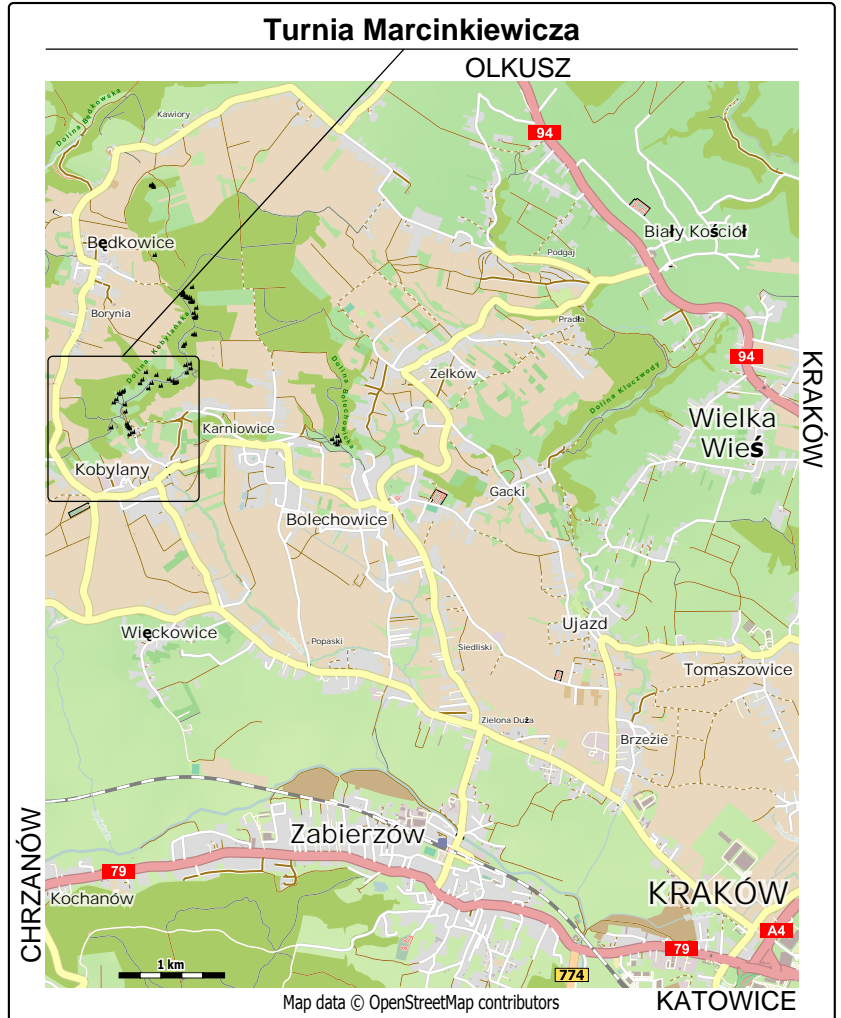 Turnia Marcinkiewicza
OLKUSZ
Dolina Będkowska
Kawiory
94
Będkowice
Biały Kościół
Podgaj
Borynia
Pradła
Dolina Kobylańska
94
KRAKÓW
Zelków
Dolina Bolechowicka
Dolina Kluczwody
Wielka
Wieś
Karniowice
Kobylany
Gacki
Bolechowice
Więckowice
Popaski
Siedliski
Ujazd
Tomaszowice
Zielona Duża
Brzezie
CHRZANÓW
Zabierzów
79
Kochanów
KRAKÓW
A4
79
1 km
774
Map data © OpenStreetMap contributors
KATOWICE